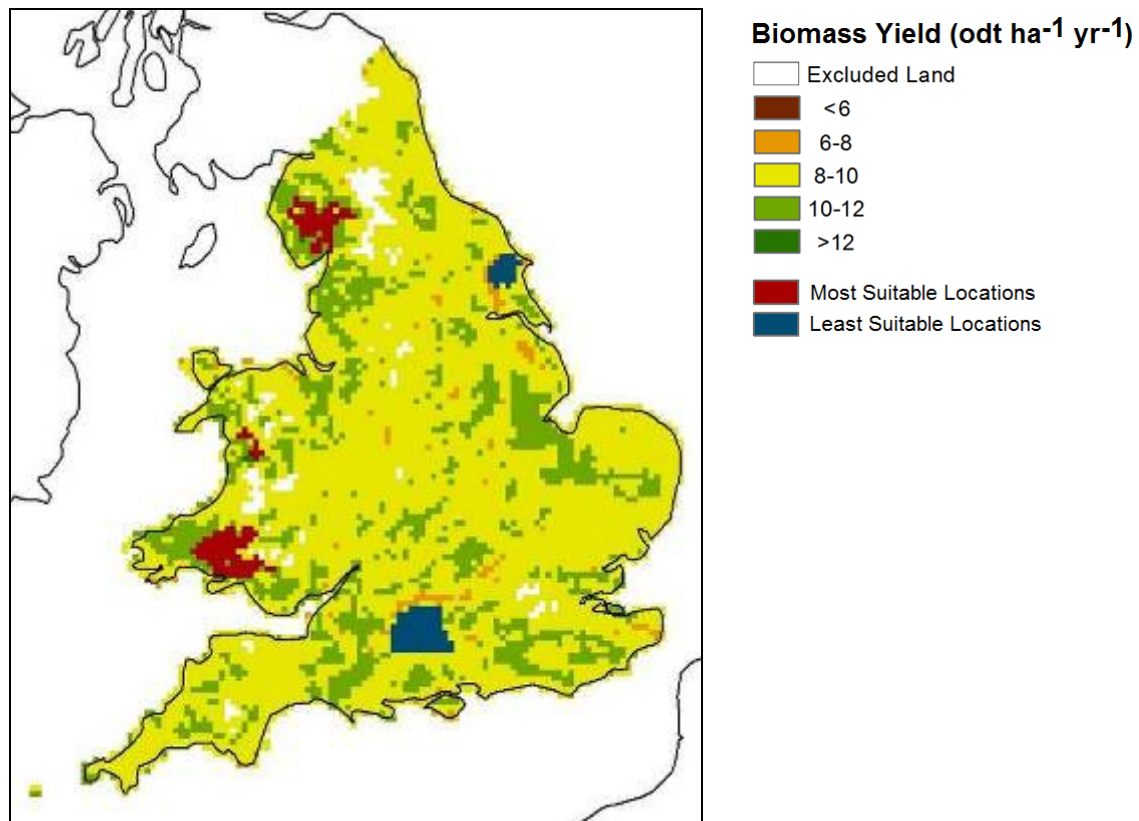 Biomass Yield (odt ha-1 yr-1)
Excluded Land
<6
6-8
8-10
10-12
>12
Most Suitable Locations
Least Suitable Locations